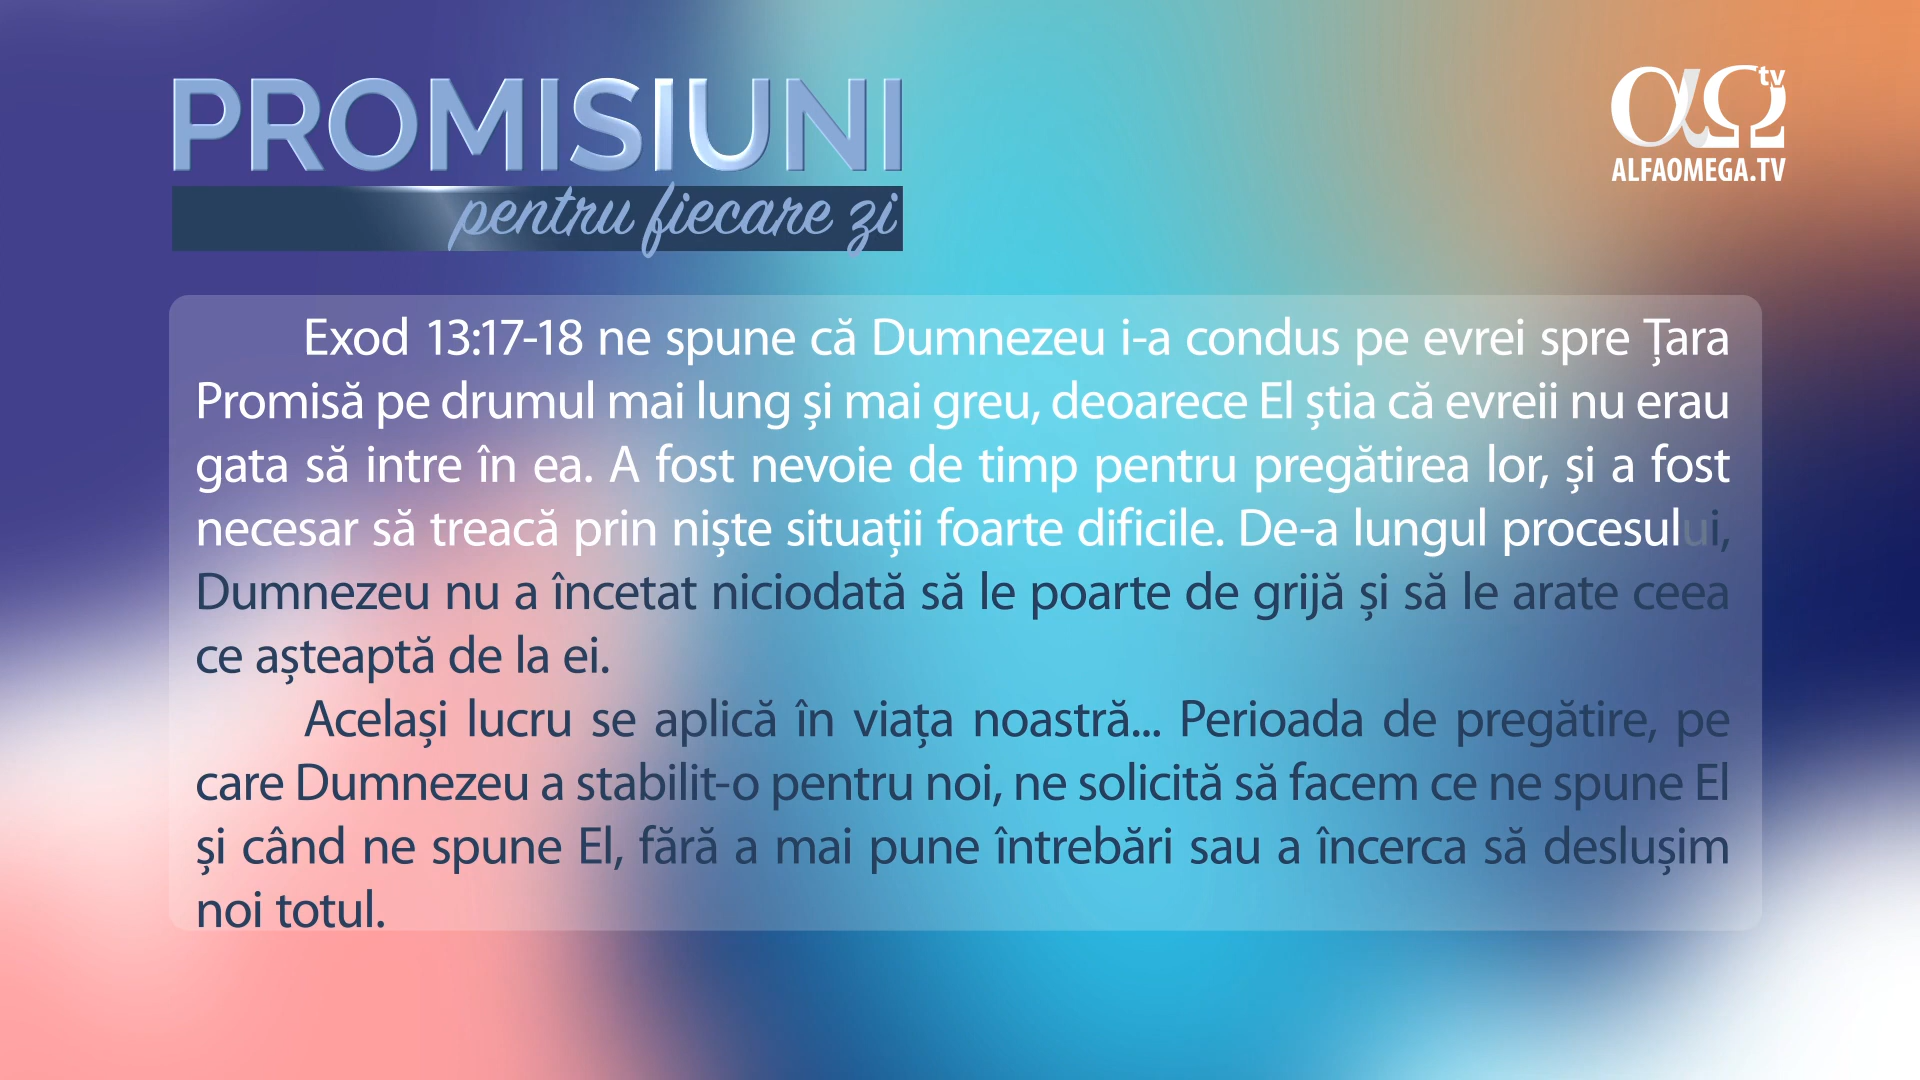 PROMISIUNI
pentru fiecare zi
αΩ tv
ALFAOMEGA.TV
Exod 13:17-18 ne spune că Dumnezeu i-a condus pe evrei spre Țara
Promisă pe drumul mai lung și mai greu, deoarece El știa că evreii nu erau
gata să intre în ea. A fost nevoie de timp pentru pregătirea lor, și a fost
necesar să treacă prin niște situații foarte dificile. De-a lungul procesului,
Dumnezeu nu a încetat niciodată să le poarte de grijă și să le arate ceea
ce așteaptă de la ei.
Același lucru se aplică în viața noastră... Perioada de pregătire, pe
care Dumnezeu a stabilit-o pentru noi, ne solicită să facem ce ne spune El
și când ne spune El, fără a mai pune întrebări sau a încerca să deslușim
noi totul.